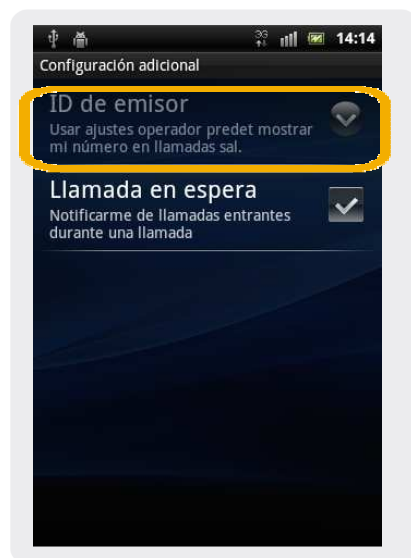 3G
14:14
Configuración adicional
ID de emisor
Usar ajustes operador predet mostrar
mi número en llamadas sal.
Llamada en espera
Notificarme de llamadas entrantes
durante una llamada